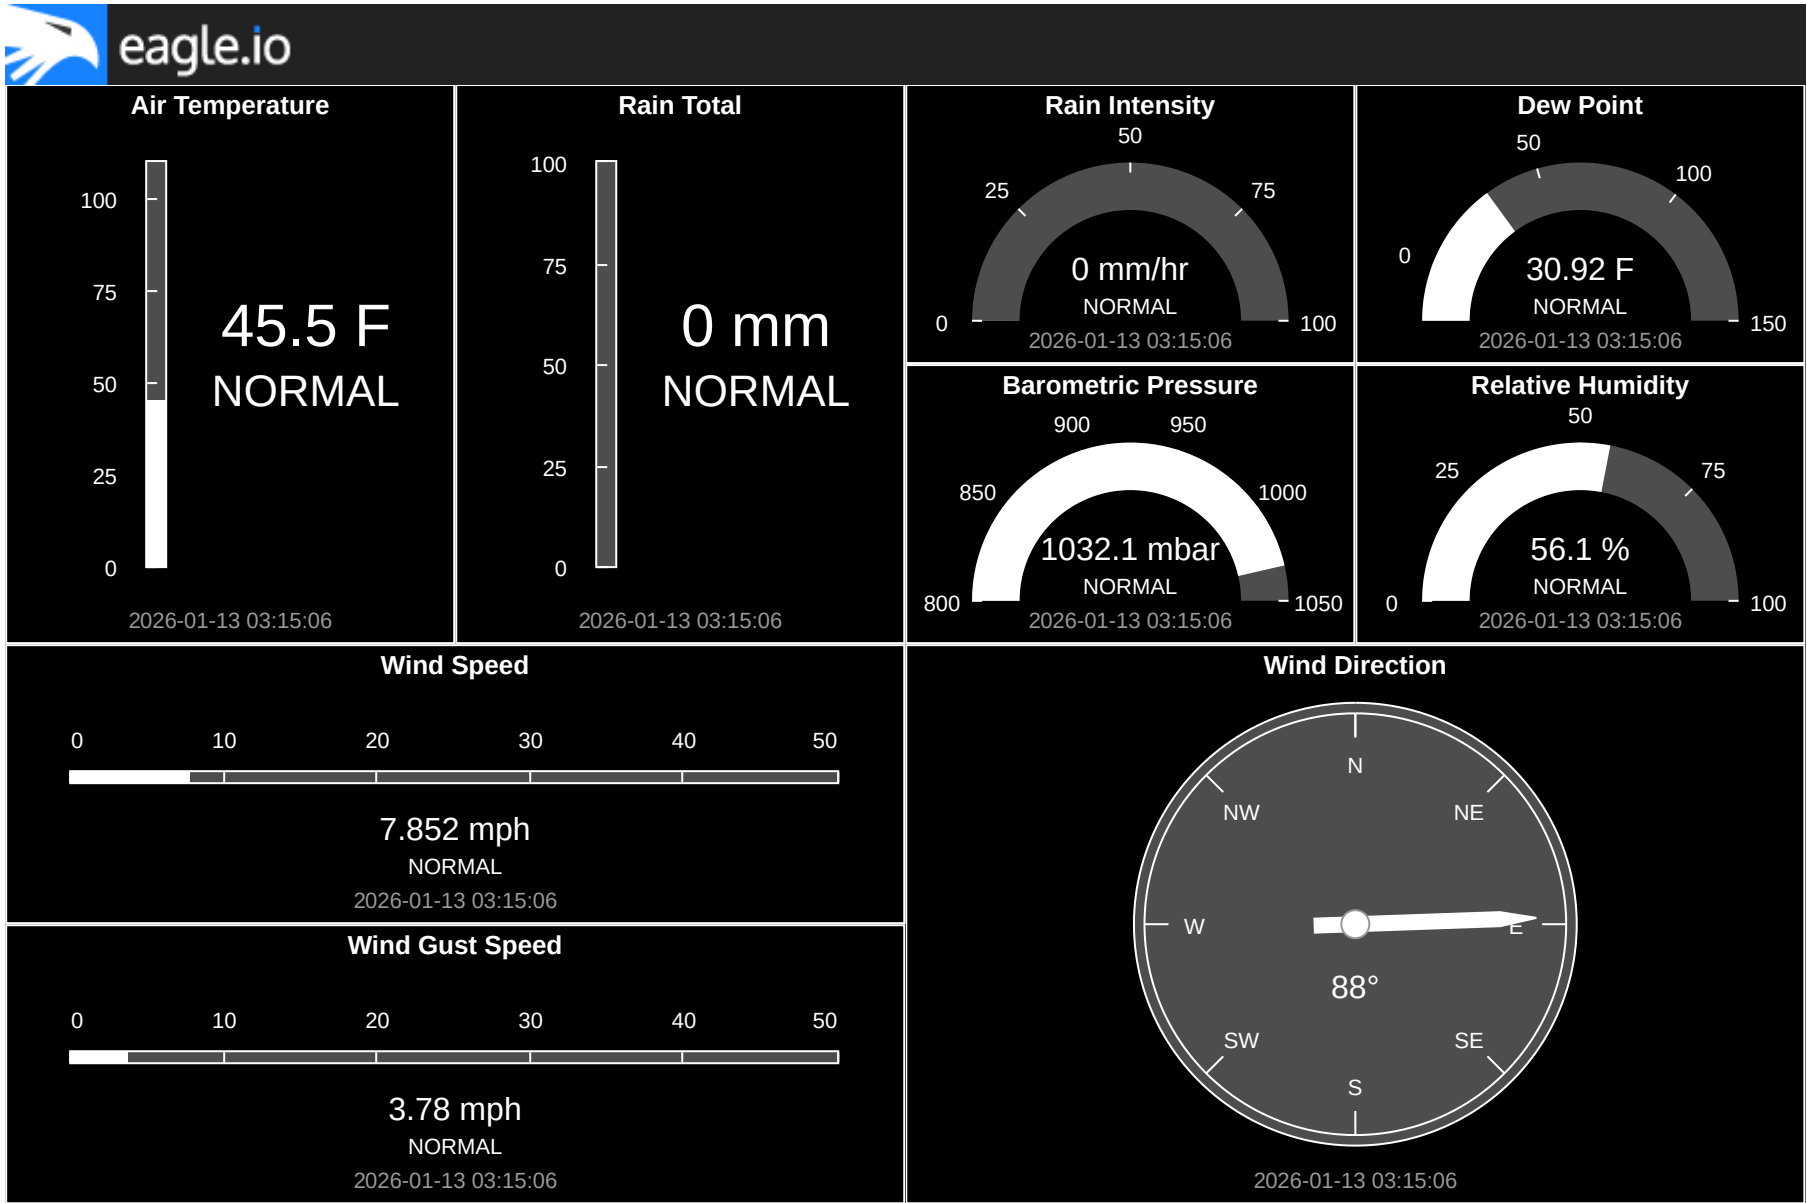 eagle.io
Air Temperature
100
75
50
25
0
45.5 F
NORMAL
2026-01-13 03:15:06
Rain Total
100
75
50
25
0
0 mm
NORMAL
2026-01-13 03:15:06
Rain Intensity
50
25
75
0
100
0 mm/hr
NORMAL
2026-01-13 03:15:06
Dew Point
50
100
0
150
30.92 F
NORMAL
2026-01-13 03:15:06
Barometric Pressure
900 950
850 1000
800 1050
1032.1 mbar
NORMAL
2026-01-13 03:15:06
Relative Humidity
50
25 75
0 100
56.1 %
NORMAL
2026-01-13 03:15:06
Wind Speed
0 10 20 30 40 50
7.852 mph
NORMAL
2026-01-13 03:15:06
Wind Gust Speed
0 10 20 30 40 50
3.78 mph
NORMAL
2026-01-13 03:15:06
Wind Direction
N
NW NE
W E
88°
SW SE
S
2026-01-13 03:15:06